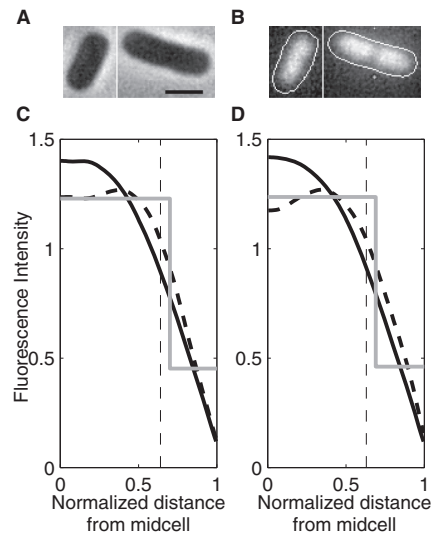 A
B
C
D
Fluorescence Intensity
1.5
1
0.5
0
0 0.5 1
Normalized distance
from midcell
1.5
1
0.5
0
0 0.5 1
Normalized distance
from midcell